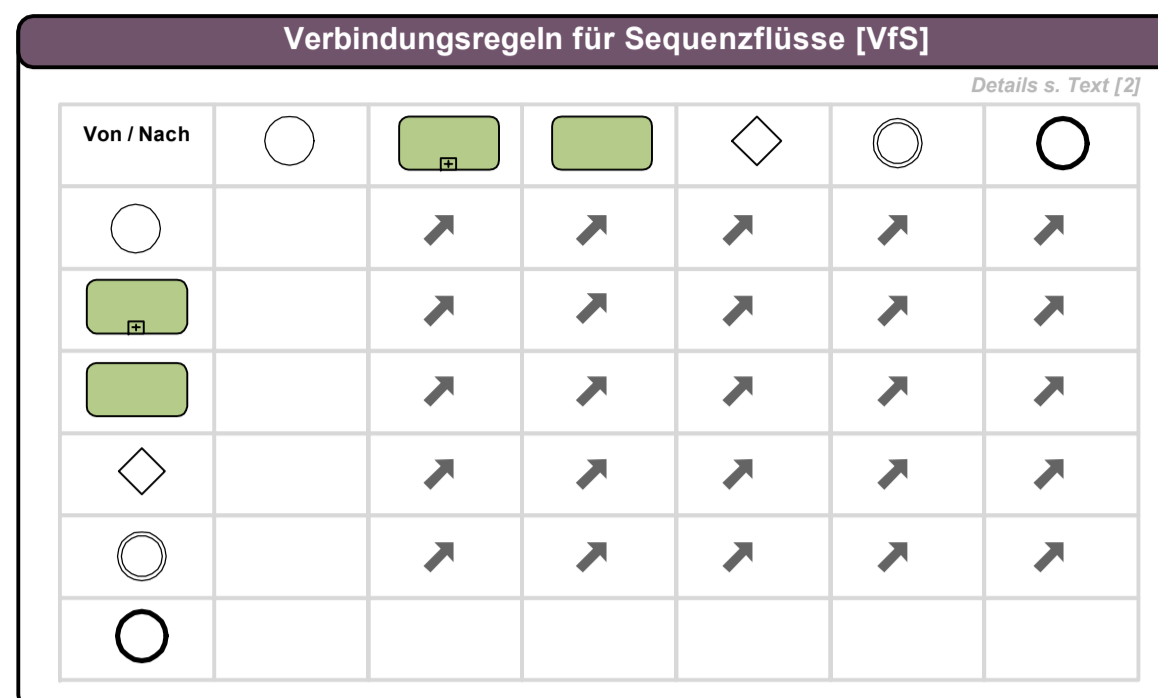 Verbindungsregeln für Sequenzflüsse [VfS]
Details s. Text [2]
Von / Nach